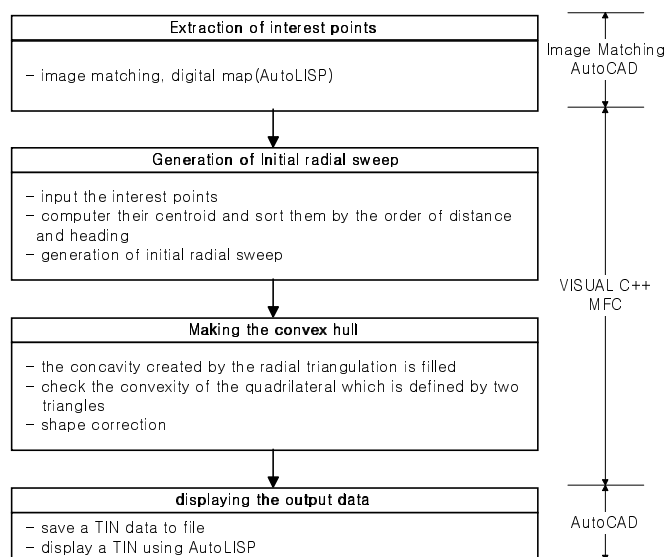 Extraction of interest points
- image matching, digital map(AutoLISP)
Image Matching
AutoCAD
Generation of Initial radial sweep
- input the interest points
- computer their centroid and sort them by the order of distance
and heading
- generation of initial radial sweep
VISUAL C++
MFC
Making the convex hull
- the concavity created by the radial triangulation is filled
- check the convexity of the quadrilateral which is defined by two
triangles
- shape correction
displaying the output data
- save a TIN data to file
- display a TIN using AutoLISP
AutoCAD